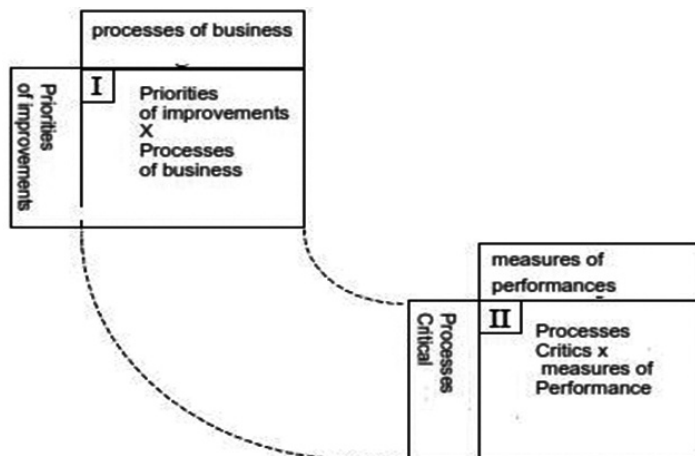 processes of business
Priorities
of improvements
I
Priorities
of improvements
X
Processes
of business
measures of
performances
Processes
Critical
II
Processes
Critics x
measures of
Performance